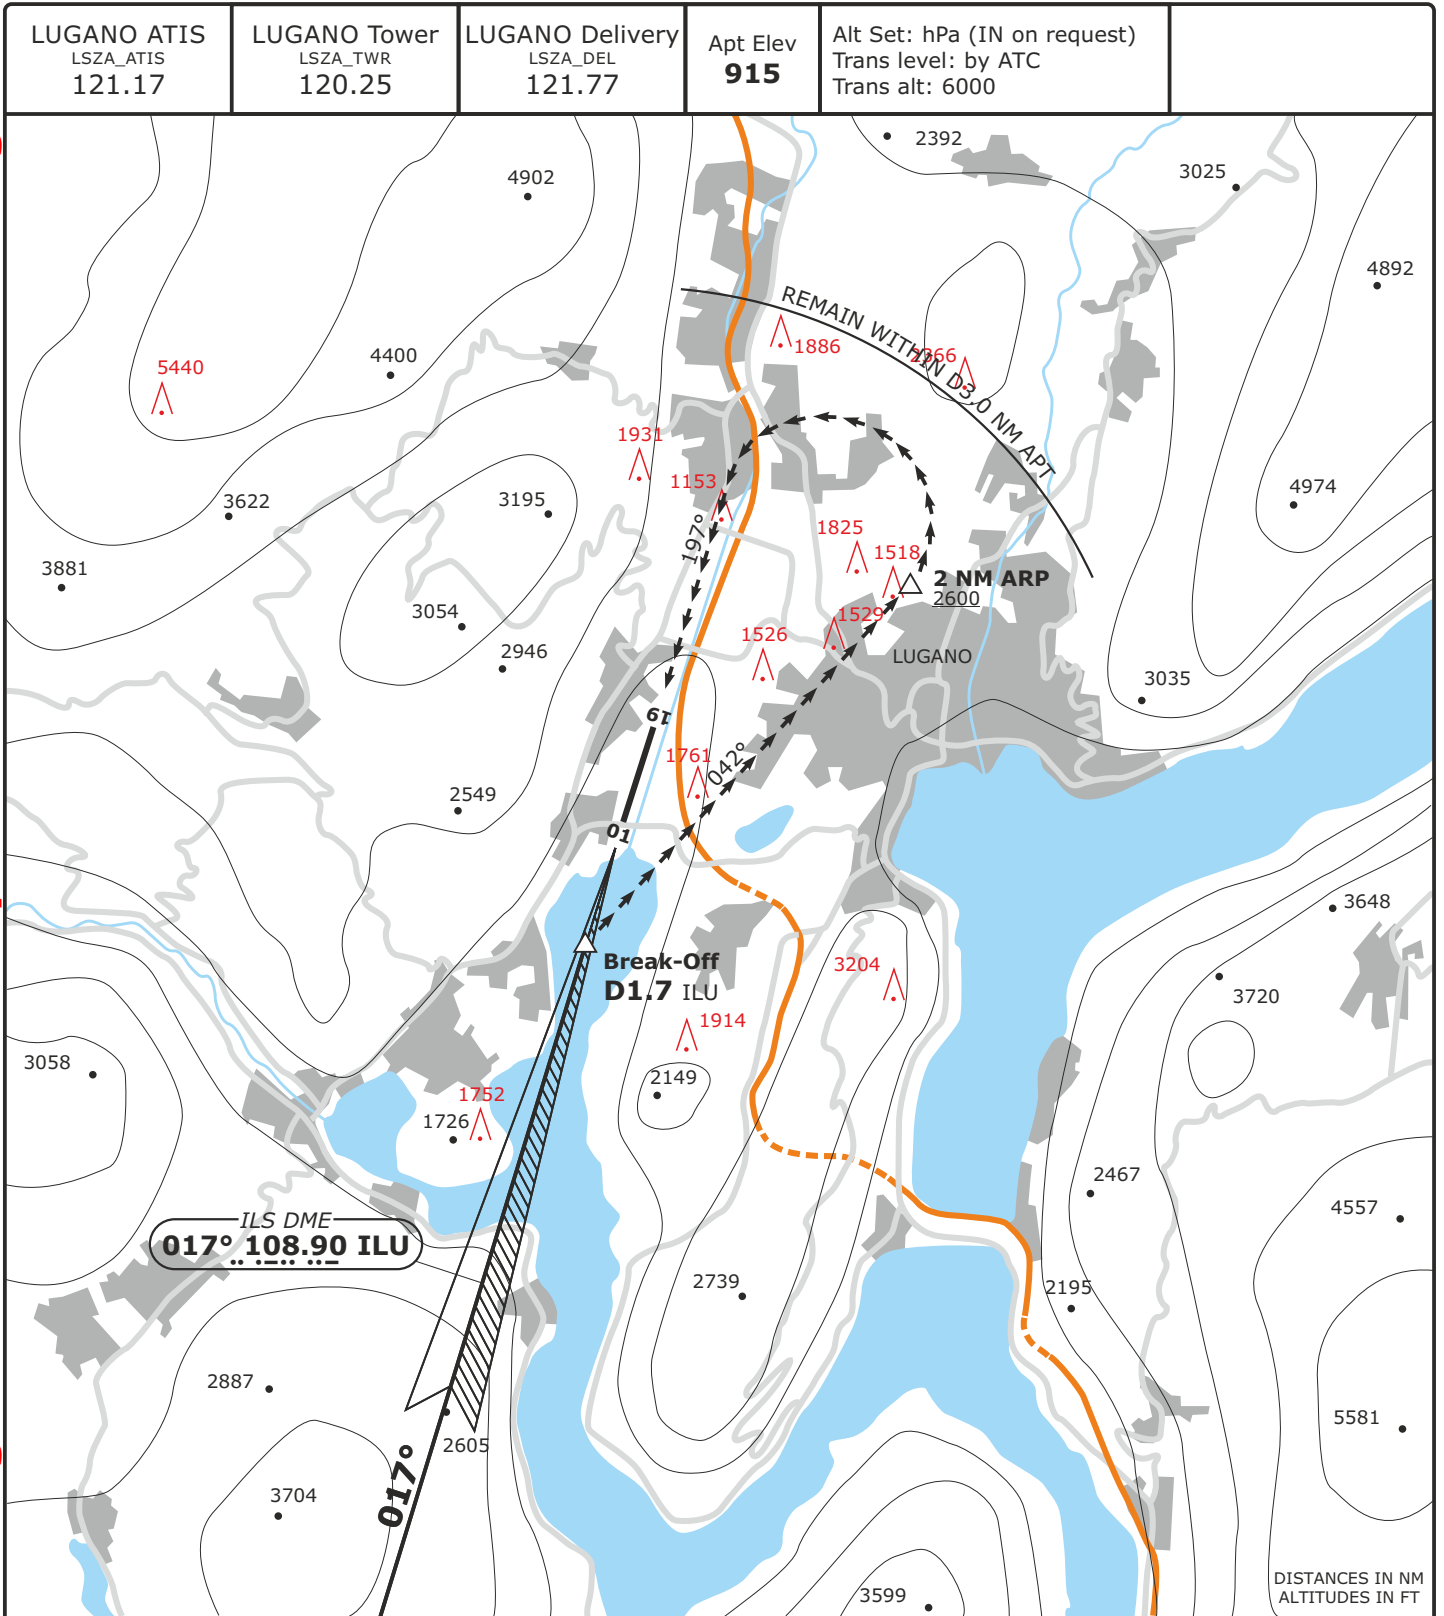 LUGANO ATIS
LSZA_ATIS
121.17
LUGANO Tower
LSZA_TWR
120.25
LUGANO Delivery
LSZA_DEL
121.77
Apt Elev
915
Alt Set: hPa (IN on request)
Trans level: by ATC
Trans alt: 6000
2392
3025
4902
4892
REMAIN WITHIN D3.0 NM APT
1886
2366
4400
5440
1931
1153
3195
3622
4974
197°
1825
1518
3881
2 NM ARP
2600
3054
1529
1526
2946
LUGANO
3035
19
1761
042°
2549
01
3648
Break-Off
D1.7 ILU
3204
3720
1914
3058
2149
1752
1726
2467
4557
ILS DME
017° 108.90 ILU
2739
2195
2887
5581
2605
017°
3704
3599
DISTANCES IN NM
ALTITUDES IN FT